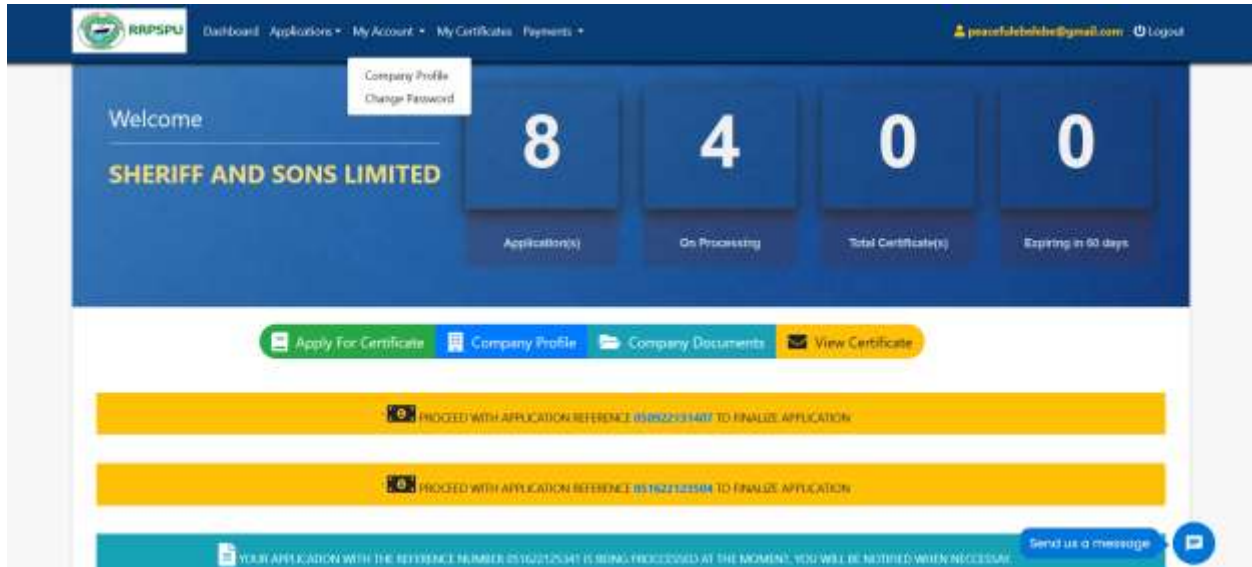 RRPSPU Dashboard Applications My Account My Certificates Payments Logout
Company Profile
Change Password
Welcome
SHERIFF AND SONS LIMITED
8 4 0 0
Application(s) On Processing Total Certificate(s) Expiring in 60 days
Apply For Certificate Company Profile Company Documents View Certificate
PROCEED WITH APPLICATION REFERENCE TO FINALIZE APPLICATION
PROCEED WITH APPLICATION REFERENCE TO FINALIZE APPLICATION
YOUR APPLICATION WITH THE REFERENCE NUMBER IS BEING PROCESSED AT THE MOMENT, YOU WILL BE NOTIFIED WHEN
Send us a message